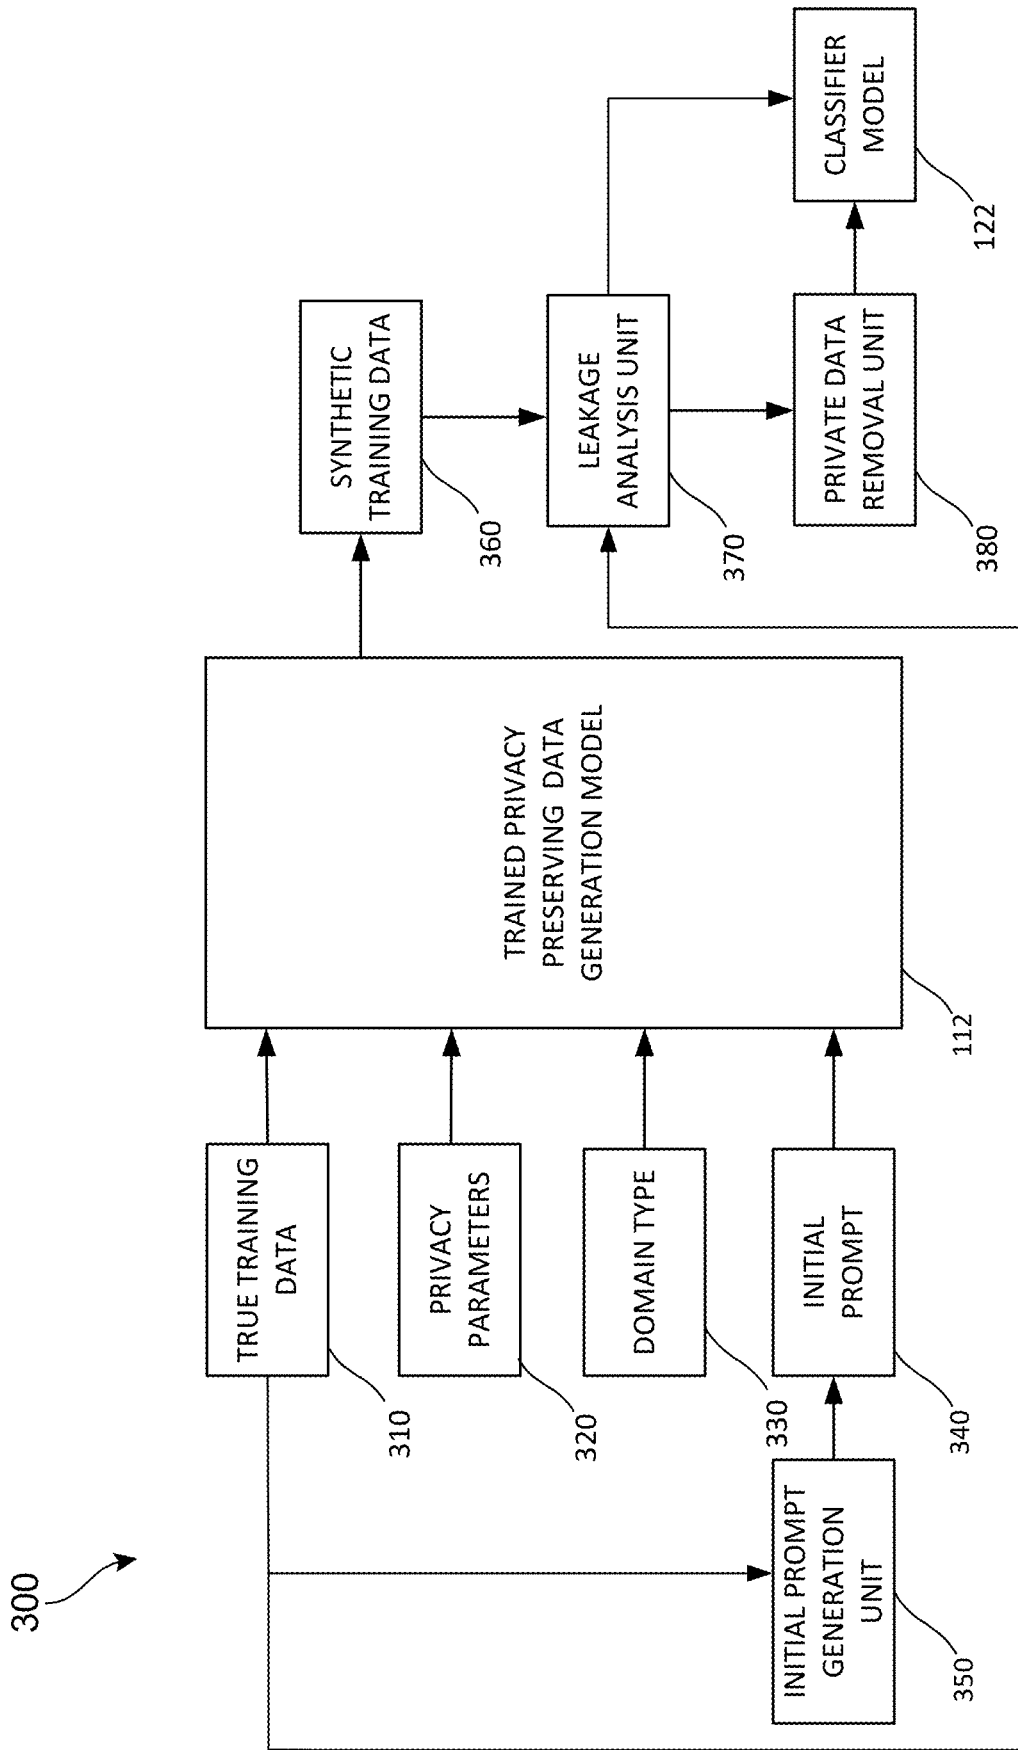 300
TRUE TRAINING
DATA
310
PRIVACY
PARAMETERS
320
DOMAIN TYPE
330
INITIAL
PROMPT
340
INITIAL PROMPT
GENERATION
UNIT
350
TRAINED PRIVACY
PRESERVING DATA
GENERATION MODEL
112
SYNTHETIC
TRAINING DATA
360
LEAKAGE
ANALYSIS UNIT
370
PRIVATE DATA
REMOVAL UNIT
380
CLASSIFIER
MODEL
122